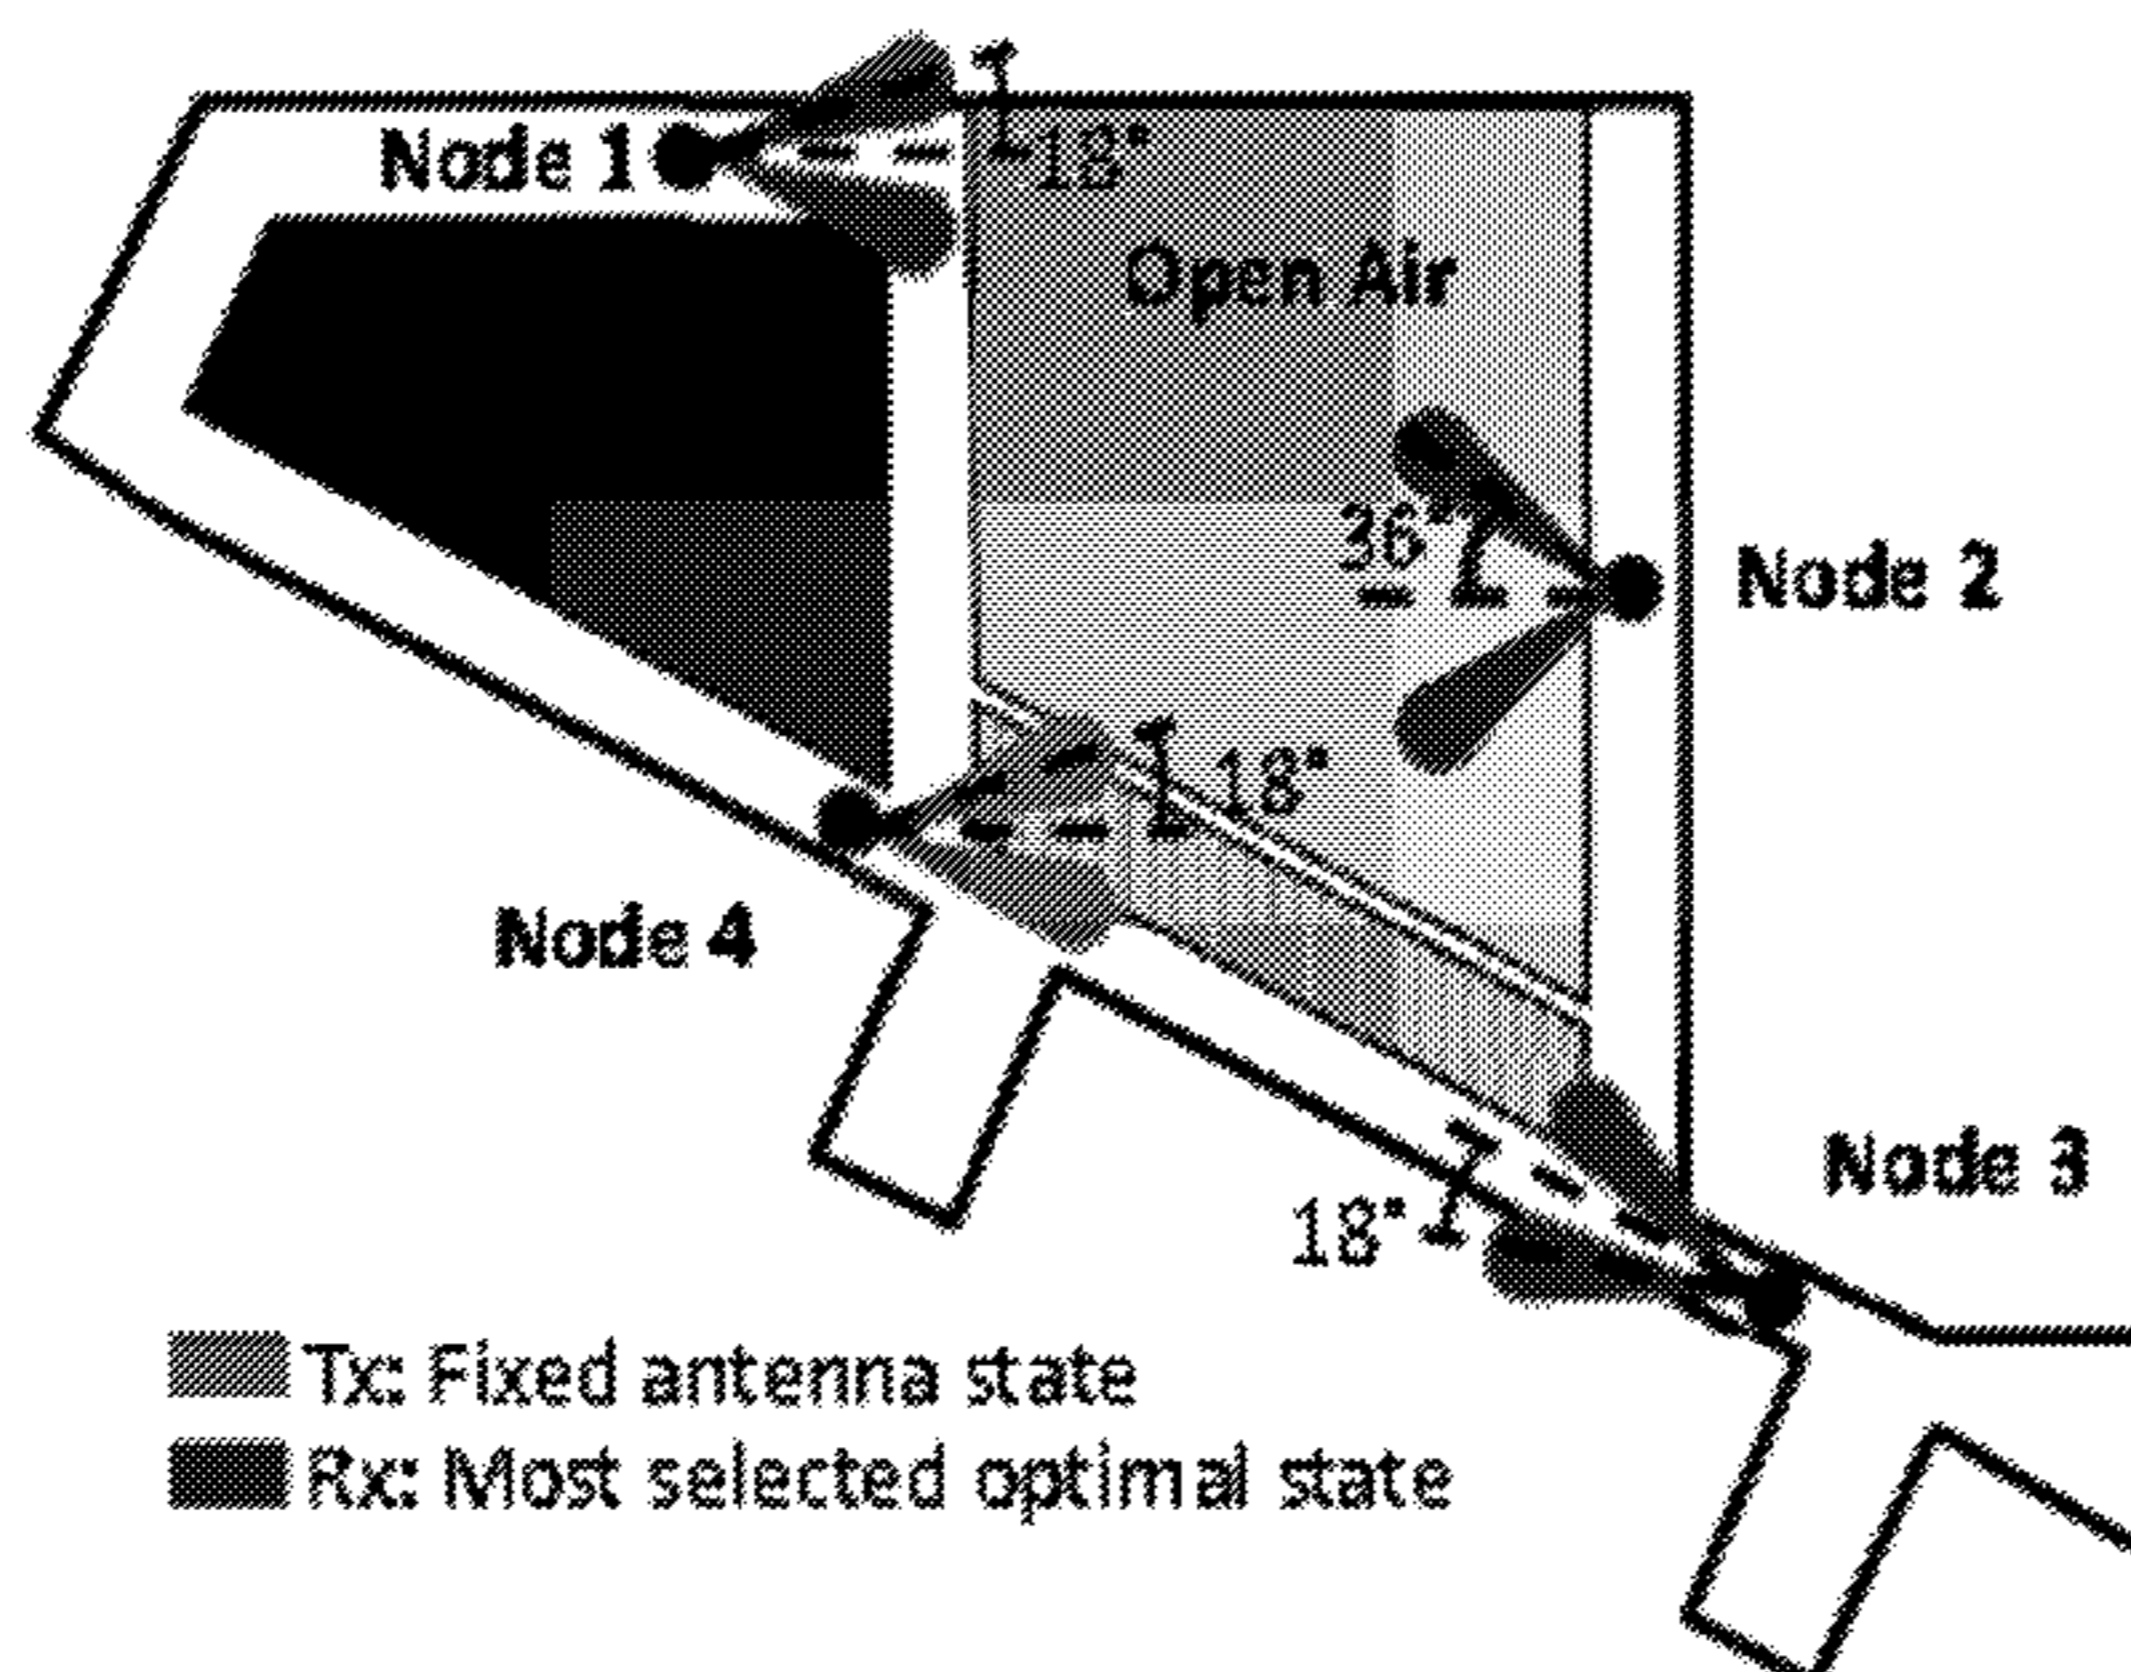 Node 1
18°
Open Air
36°
Node 2
18°
Node 4
Node 3
18°
Tx: Fixed antenna state
Rx: Most selected optimal state